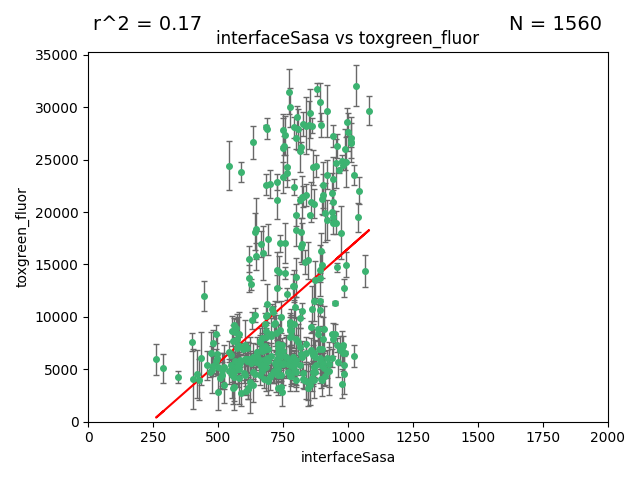 r^2 = 0.17
N = 1560
interfaceSasa vs toxgreen_fluor
35000
30000
25000
20000
15000
10000
5000
0
toxgreen_fluor
0 250 500 750 1000 1250 1500 1750 2000
interfaceSasa